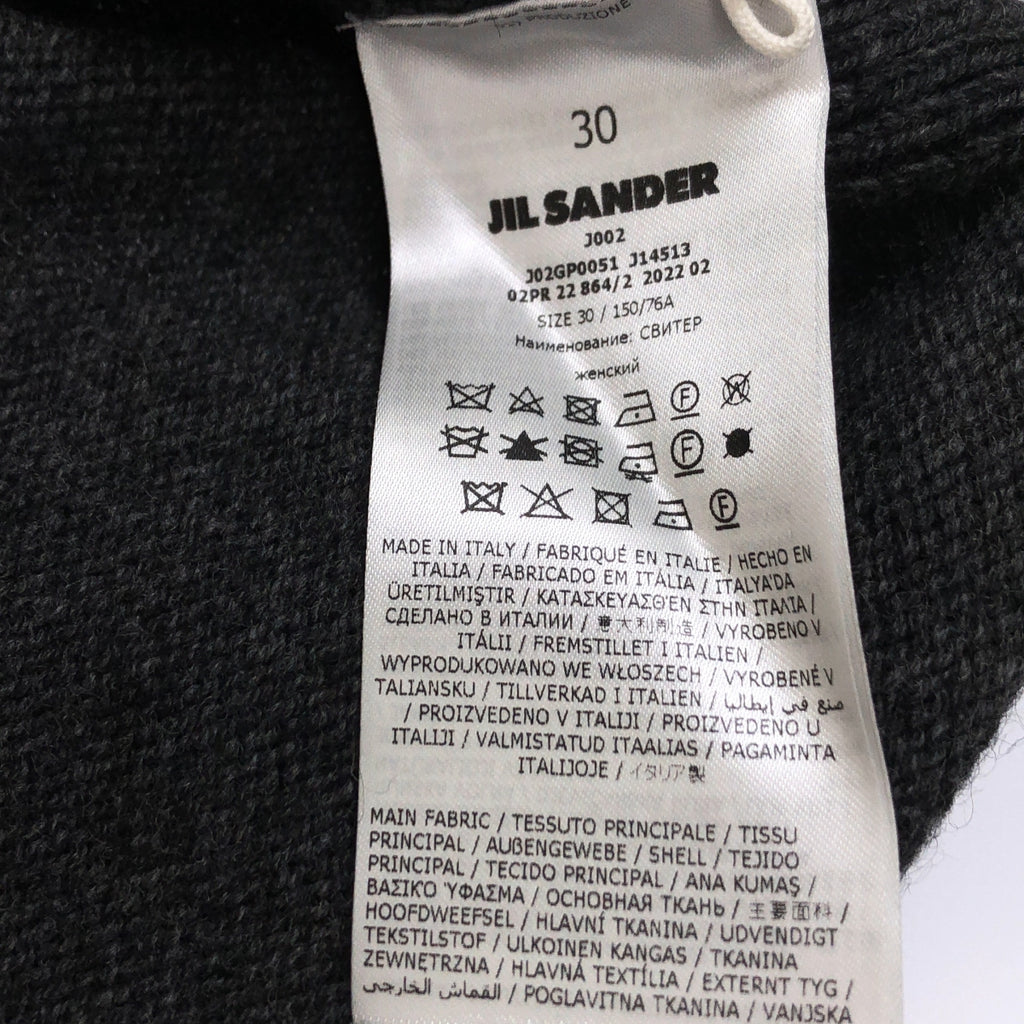 PRODUZIONE
30
JIL SANDER
J002
J02GP0051 J14513
02PR 22 864/2 2022 02
SIZE 30 / 150/76A
Наименование: СВИТЕР
женский
F W
F
F
MADE IN ITALY / FABRIQUÉ EN ITALIE / HECHO EN
ITALIA / FABRICADO EM ITÁLIA / ITALYA'DA
ÜRETILMIŞTIR / ΚΑΤΑΣΚΕΥΑΣΘΈΝ ΣΤΗΝ ΙΤΑΛΊΑ |
СДЕЛАНО В ИТАЛИИ / 意大利制造 / VYROBENO V
ITÁLII / FREMSTILLET I ITALIEN /
WYPRODUKOWANO WE WŁOSZECH / VYROBENÉ V
TALIANSKU / TILLVERKAD I ITALIEN / صنع في إيطاليا
/ PROIZVEDENO V ITALIJI / PROIZVEDENO U
ITALIJI / VALMISTATUD ITAALIAS / PAGAMINTA
ITALIJOJE / イタリア製
MAIN FABRIC / TESSUTO PRINCIPALE / TISSU
PRINCIPAL / AUßENGEWEBE / SHELL / TEJIDO
PRINCIPAL / TECIDO PRINCIPAL / ANA KUMAŞ /
ΒΑΣΙΚΌ ΎΦΑΣΜΑ / ОСНОВНАЯ ТКАНЬ / 主要面料 /
HOOFDWEEFSEL / HLAVNÍ TKANINA / UDVENDIGT
TEKSTILSTOF / ULKOINEN KANGAS / TKANINA
ZEWNĘTRZNA / HLAVNÁ TEXTÍLIA / EXTERNT TYG /
القماش الخارجي / POGLAVITNA TKANINA / VANJSKA